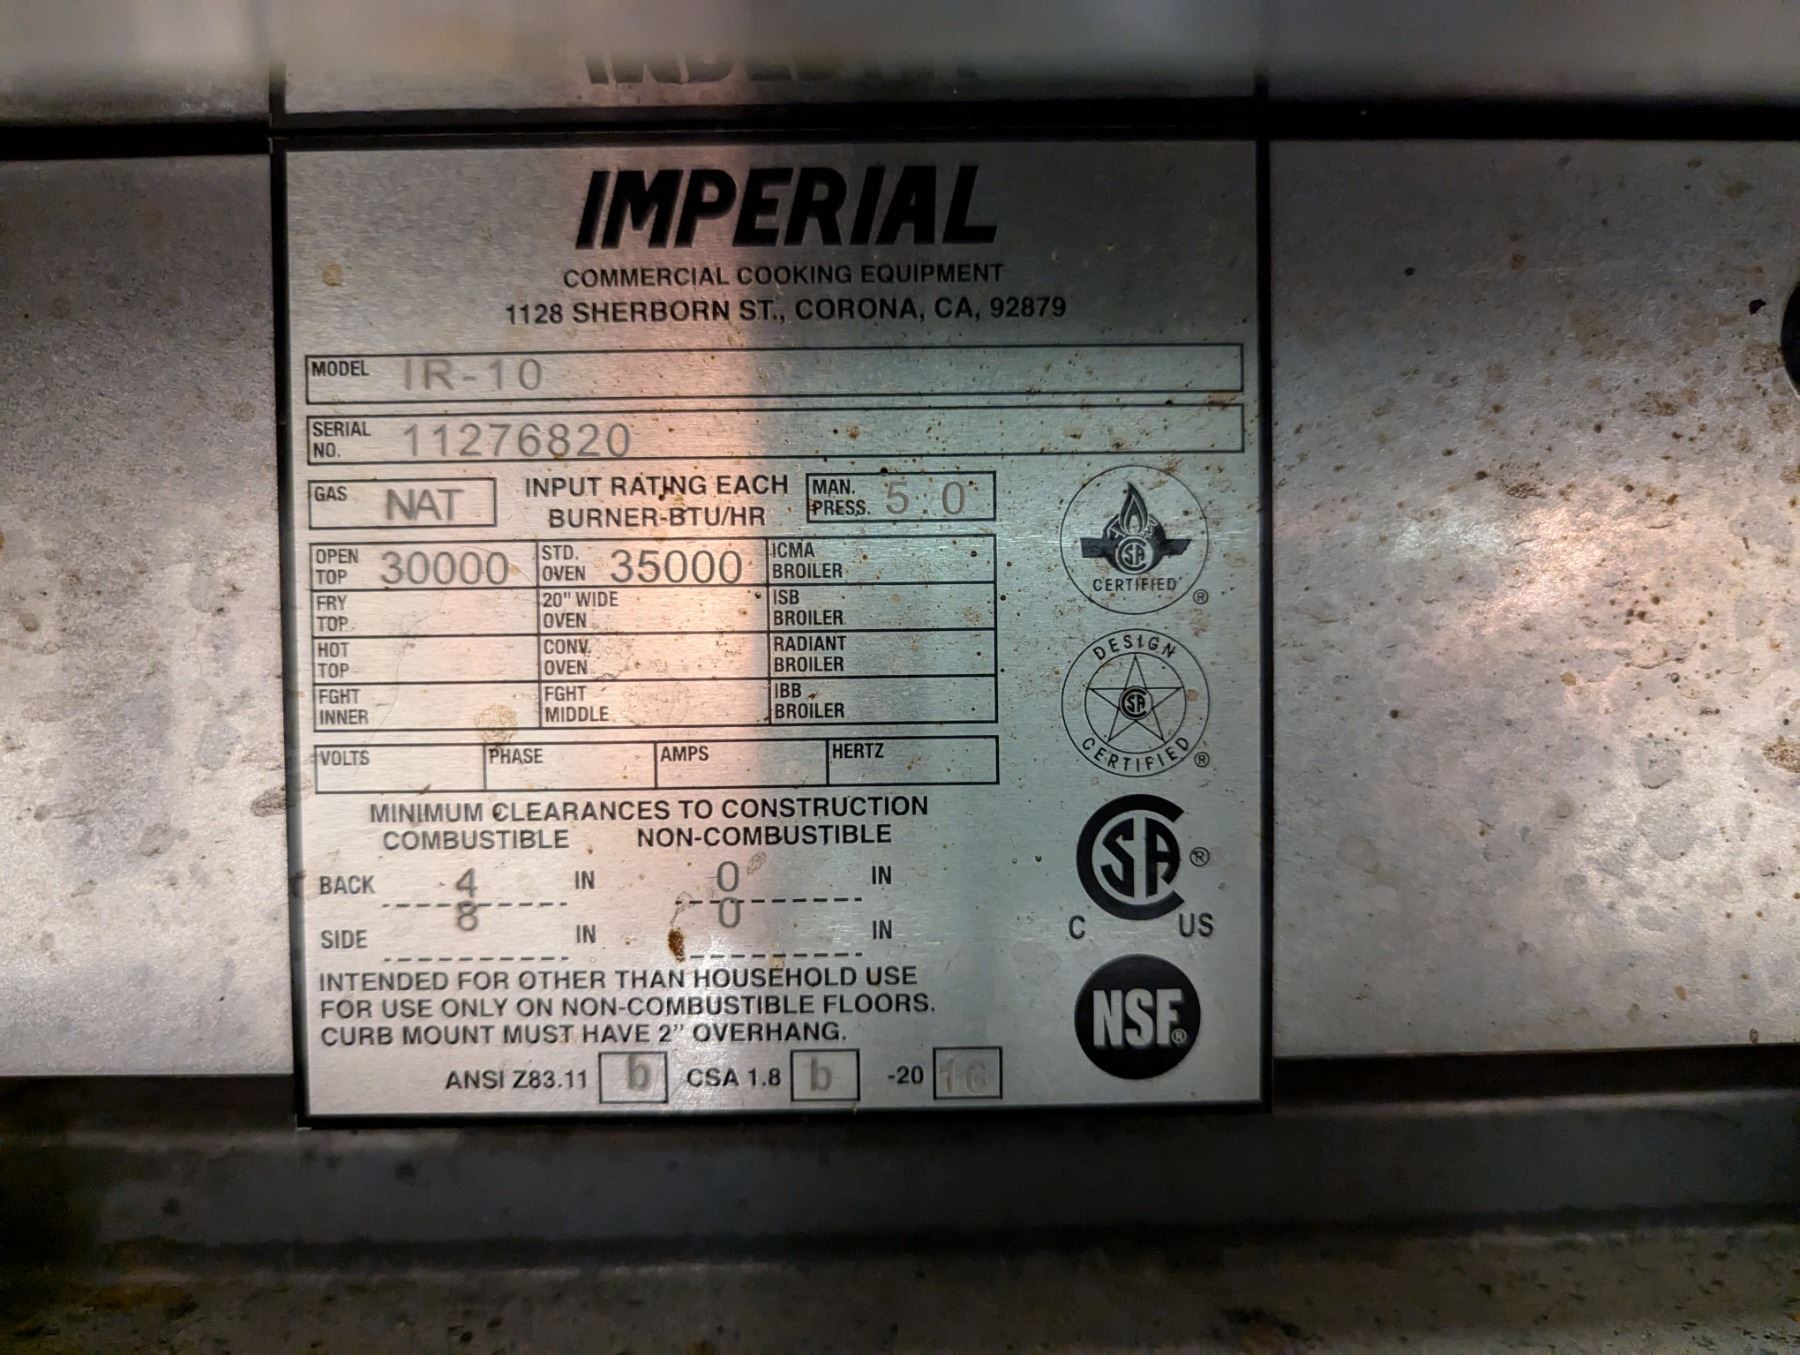 IMPERIAL
COMMERCIAL COOKING EQUIPMENT
1128 SHERBORN ST., CORONA, CA, 92879
MODEL IR-10
SERIAL NO. 11276820
GAS NAT INPUT RATING EACH BURNER-BTU/HR MAN. PRESS. 5.0
OPEN TOP 30000 STD. OVEN 35000 ICMA BROILER
FRY TOP 20" WIDE OVEN ISB BROILER
HOT TOP CONV. OVEN RADIANT BROILER
FGHT INNER FGHT MIDDLE IBB BROILER
VOLTS PHASE AMPS HERTZ
MINIMUM CLEARANCES TO CONSTRUCTION
COMBUSTIBLE NON-COMBUSTIBLE
BACK 4 IN 0 IN
SIDE 8 IN 0 IN
INTENDED FOR OTHER THAN HOUSEHOLD USE
FOR USE ONLY ON NON-COMBUSTIBLE FLOORS.
CURB MOUNT MUST HAVE 2" OVERHANG.
ANSI Z83.11 b CSA 1.8 b -20 16
SA
CERTIFIED ®
DESIGN
SA
CERTIFIED ®
SA ®
C US
NSF®